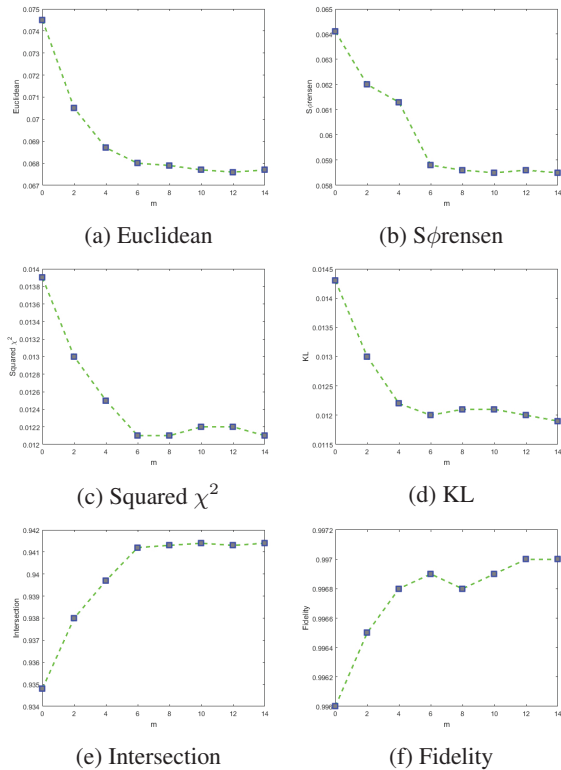 0.075
0.074
0.073
0.072
0.071
0.07
0.069
0.068
0.067
Euclidean
0 2 4 6 8 10 12 14
m
(a) Euclidean
0.065
0.064
0.063
0.062
0.061
0.06
0.059
0.058
Sørensen
0 2 4 6 8 10 12 14
m
(b) Sϕrensen
0.014
0.0138
0.0136
0.0134
0.0132
0.013
0.0128
0.0126
0.0124
0.0122
0.012
Squared χ²
0 2 4 6 8 10 12 14
m
(c) Squared χ²
0.0145
0.014
0.0135
0.013
0.0125
0.012
0.0115
KL
0 2 4 6 8 10 12 14
m
(d) KL
0.942
0.941
0.94
0.939
0.938
0.937
0.936
0.935
0.934
Intersection
0 2 4 6 8 10 12 14
m
(e) Intersection
0.9972
0.997
0.9968
0.9966
0.9964
0.9962
0.996
Fidelity
0 2 4 6 8 10 12 14
m
(f) Fidelity